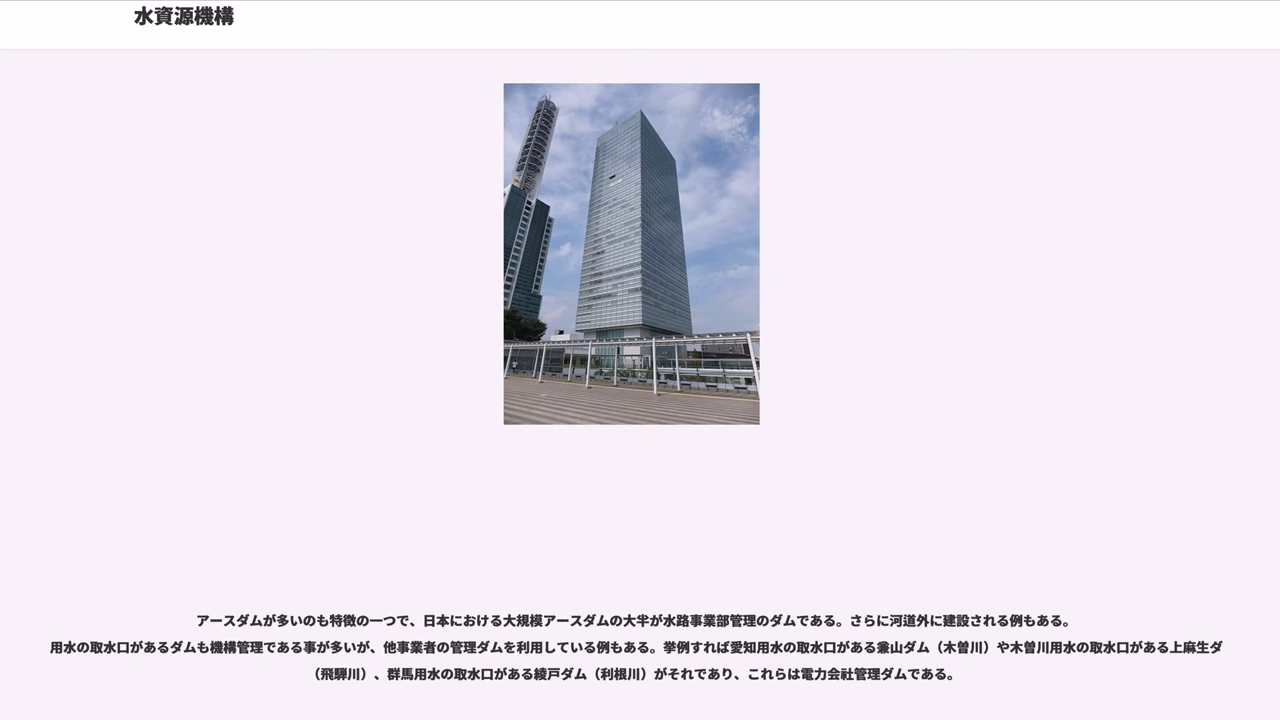 水資源機構
アースダムが多いのも特徴の一つで、日本における大規模アースダムの大半が水路事業部管理のダムである。さらに河道外に建設される例もある。
用水の取水口があるダムも機構管理である事が多いが、他事業者の管理ダムを利用している例もある。挙例すれば愛知用水の取水口がある兼山ダム（木曽川）や木曽川用水の取水口がある上麻生ダ
（飛騨川）、群馬用水の取水口がある綾戸ダム（利根川）がそれであり、これらは電力会社管理ダムである。